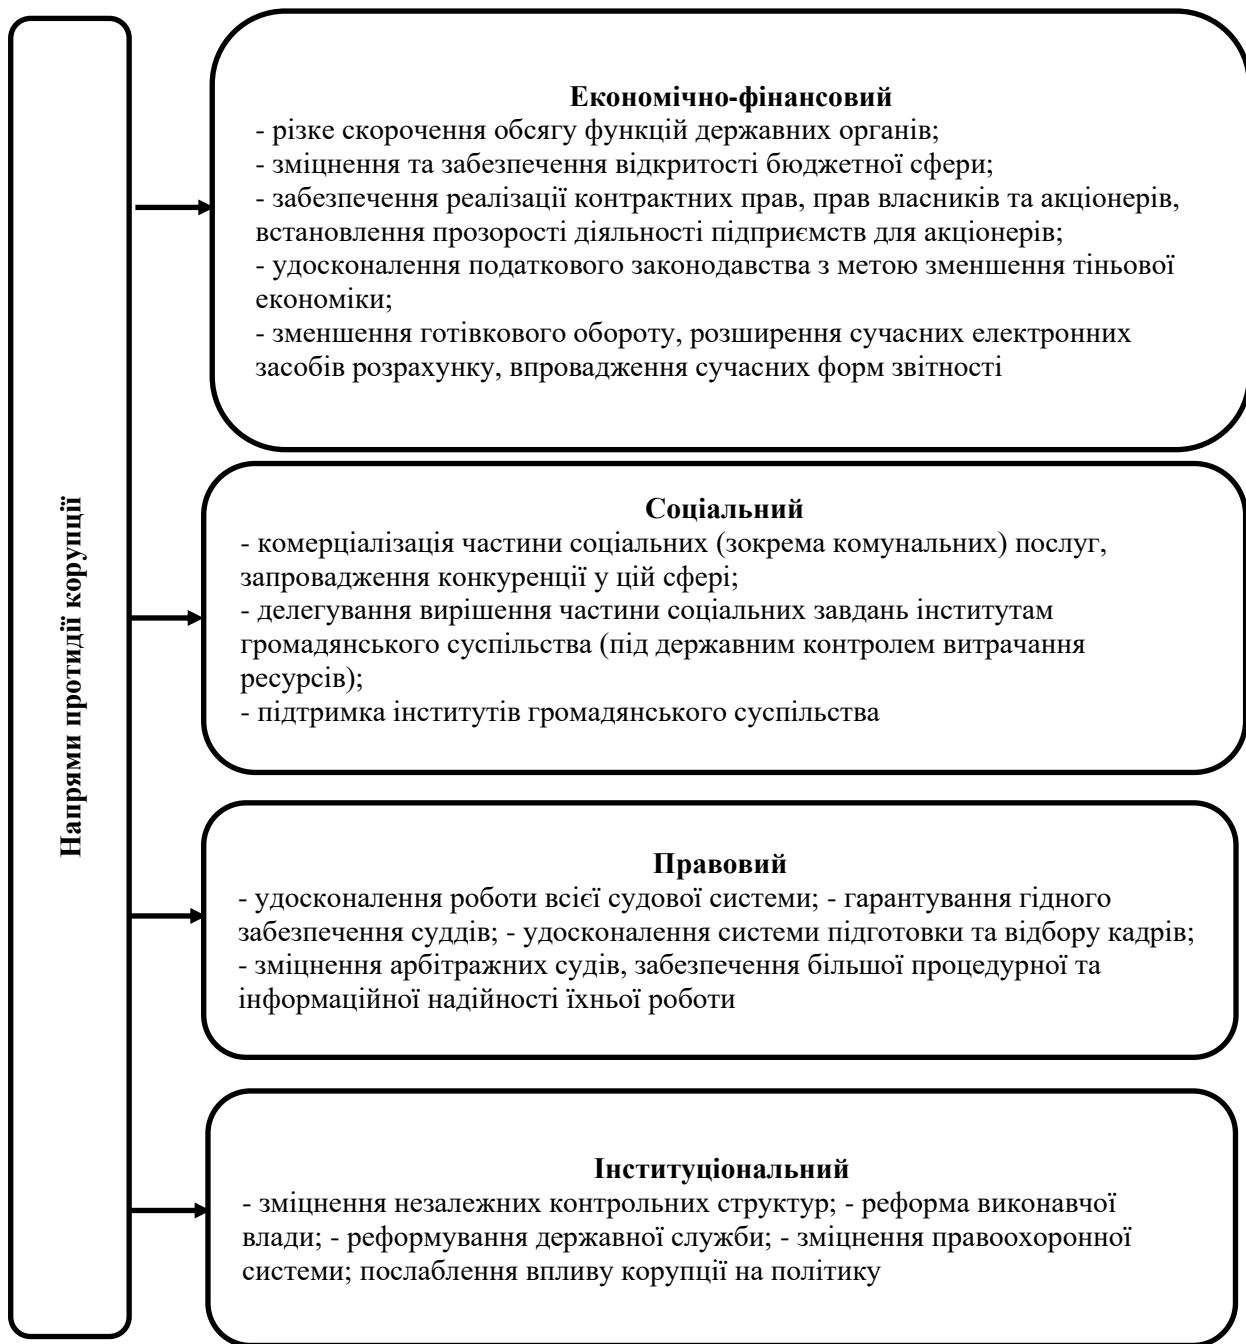 Напрями протидії корупції
Економічно-фінансовий
- різке скорочення обсягу функцій державних органів;
- зміцнення та забезпечення відкритості бюджетної сфери;
- забезпечення реалізації контрактних прав, прав власників та акціонерів,
встановлення прозорості діяльності підприємств для акціонерів;
- удосконалення податкового законодавства з метою зменшення тіньової
економіки;
- зменшення готівкового обороту, розширення сучасних електронних
засобів розрахунку, впровадження сучасних форм звітності
Соціальний
- комерціалізація частини соціальних (зокрема комунальних) послуг,
запровадження конкуренції у цій сфері;
- делегування вирішення частини соціальних завдань інститутам
громадянського суспільства (під державним контролем витрачання
ресурсів);
- підтримка інститутів громадянського суспільства
Правовий
- удосконалення роботи всієї судової системи; - гарантування гідного
забезпечення суддів; - удосконалення системи підготовки та відбору кадрів;
- зміцнення арбітражних судів, забезпечення більшої процедурної та
інформаційної надійності їхньої роботи
Інституціональний
- зміцнення незалежних контрольних структур; - реформа виконавчої
влади; - реформування державної служби; - зміцнення правоохоронної
системи; послаблення впливу корупції на політику